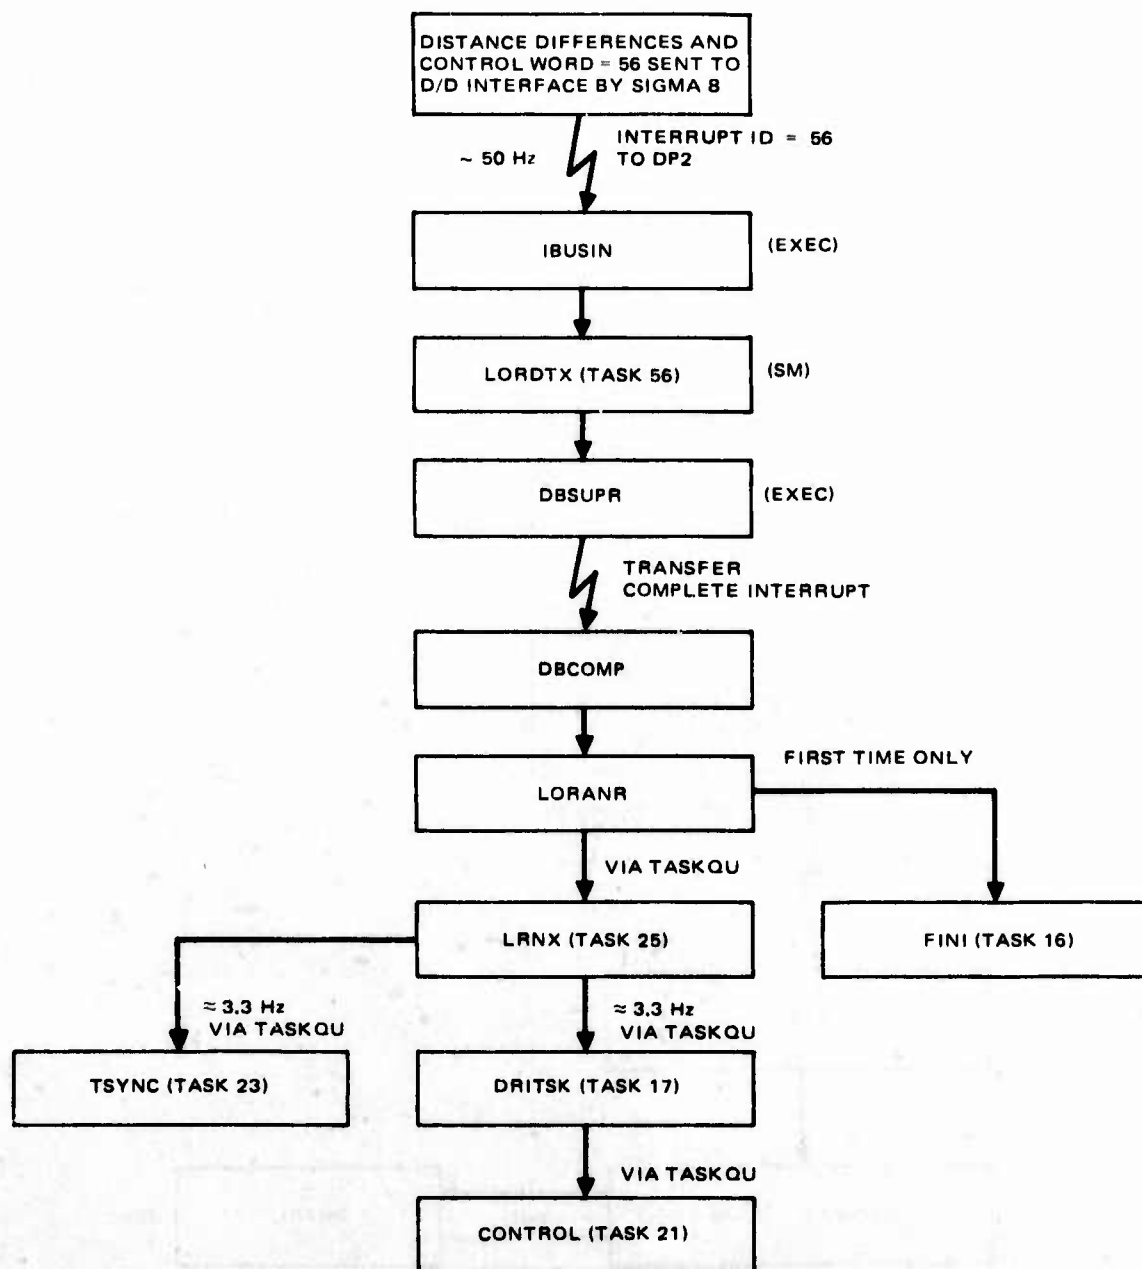 DISTANCE DIFFERENCES AND
CONTROL WORD = 56 SENT TO
D/D INTERFACE BY SIGMA 8
~ 50 Hz
INTERRUPT ID = 56
TO DP2
IBUSIN
(EXEC)
LORDTX (TASK 56)
(SM)
DBSUPR
(EXEC)
TRANSFER
COMPLETE INTERRUPT
DBCOMP
LORANR
FIRST TIME ONLY
VIA TASKQU
LRNX (TASK 25)
FINI (TASK 16)
≈ 3.3 Hz
VIA TASKQU
≈ 3.3 Hz
VIA TASKQU
TSYNC (TASK 23)
DRITSK (TASK 17)
VIA TASKQU
CONTROL (TASK 21)